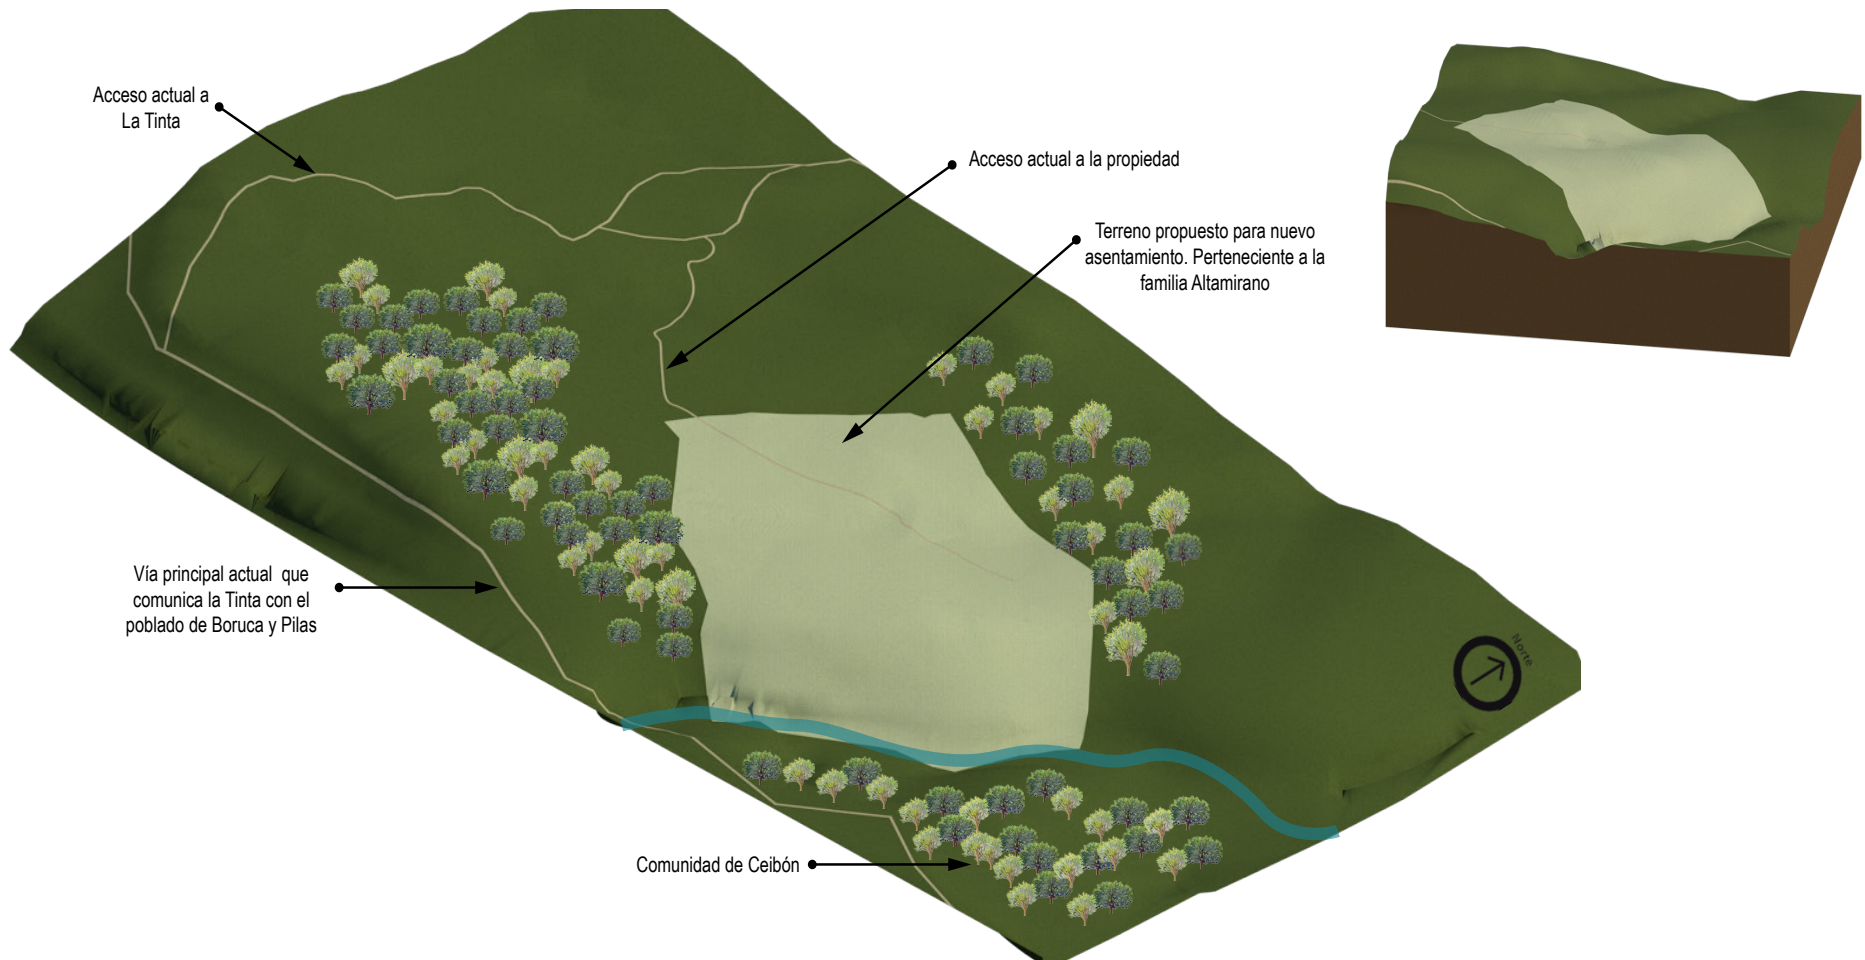 Acceso actual a
La Tinta
Acceso actual a la propiedad
Terreno propuesto para nuevo
asentamiento. Perteneciente a la
familia Altamirano
Vía principal actual que
comunica la Tinta con el
poblado de Boruca y Pilas
Norte
Comunidad de Ceibón